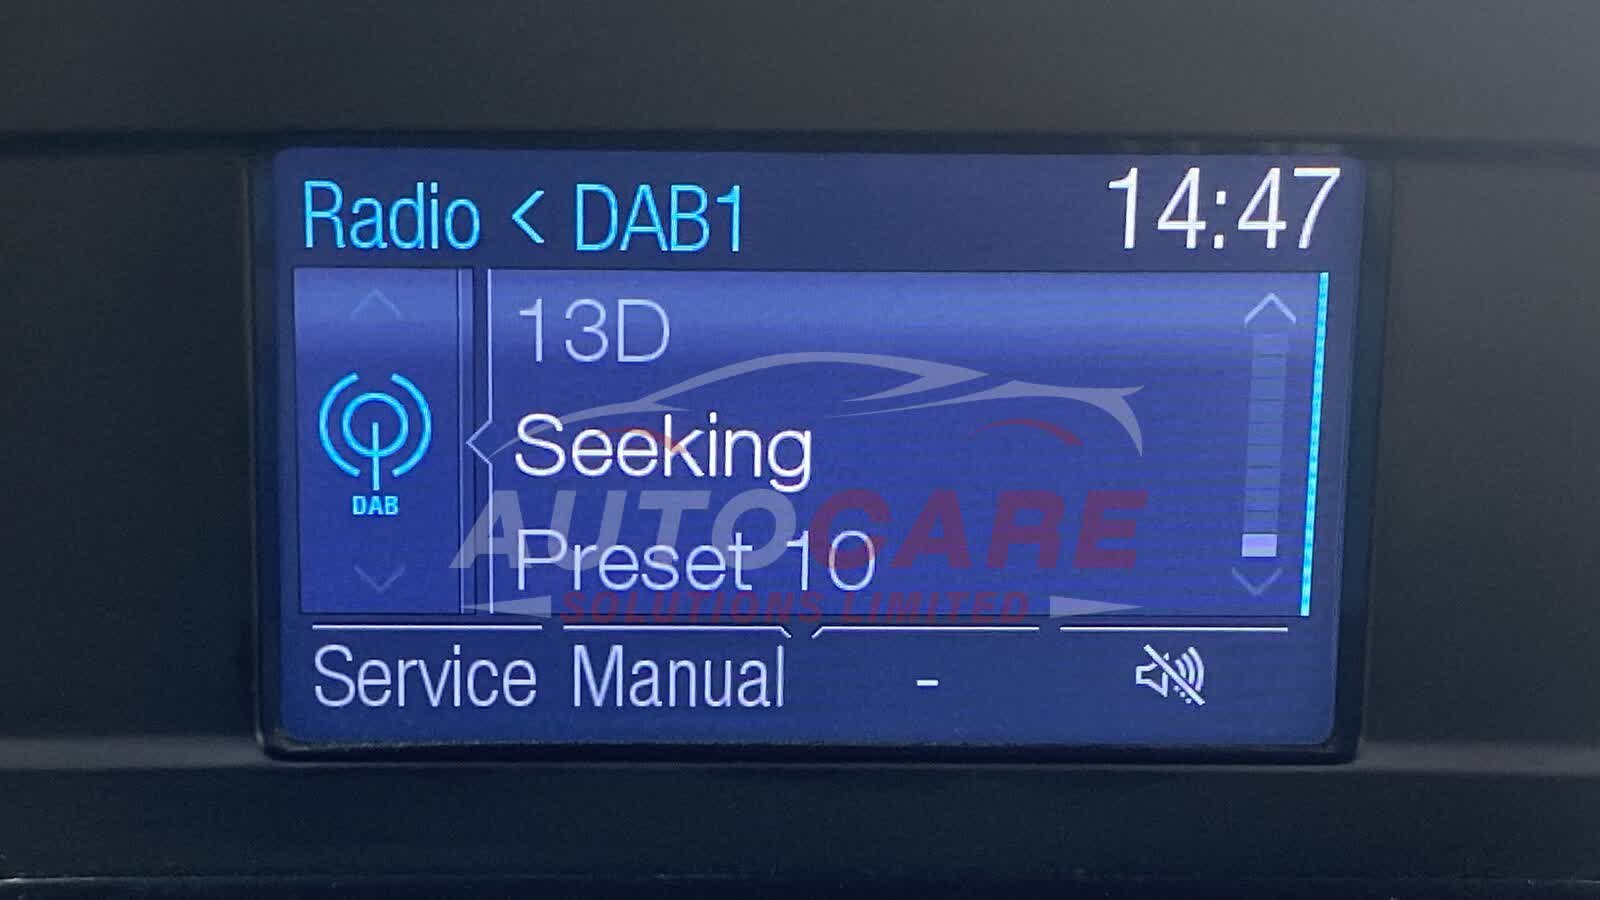 Radio < DAB1
14:47
13D
Seeking
DAB
AUTOCARE
Preset 10
SOLUTIONS LIMITED
Service Manual -